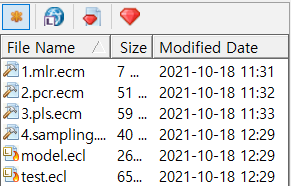 File Name Size Modified Date
1.mlr.ecm 7 ... 2021-10-18 11:31
2.pcr.ecm 51 ... 2021-10-18 11:32
3.pls.ecm 59 ... 2021-10-18 11:33
4.sampling.... 40 ... 2021-10-18 12:29
model.ecl 26... 2021-10-18 12:29
test.ecl 65... 2021-10-18 12:29